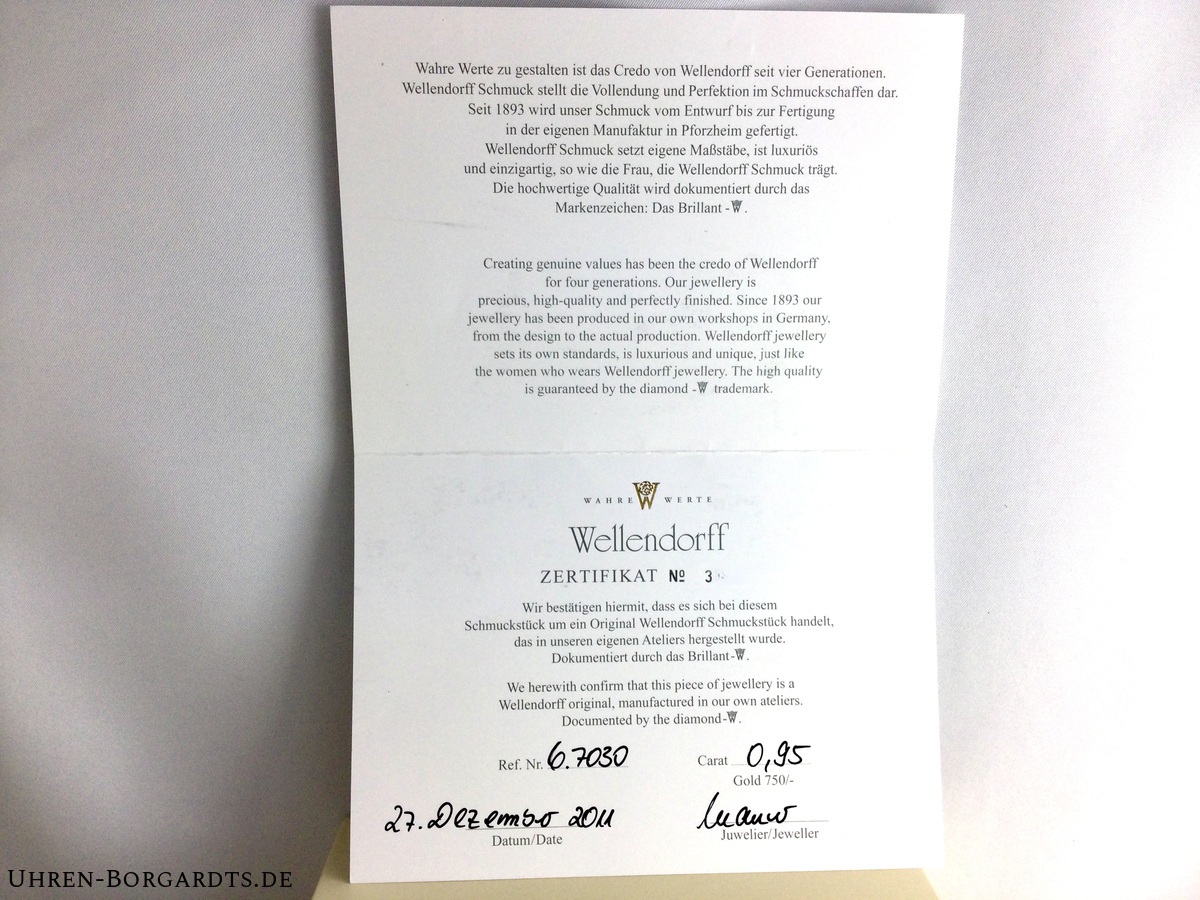 Wahre Werte zu gestalten ist das Credo von Wellendorff seit vier Generationen.
Wellendorff Schmuck stellt die Vollendung und Perfektion im Schmuckschaffen dar.
Seit 1893 wird unser Schmuck vom Entwurf bis zur Fertigung
in der eigenen Manufaktur in Pforzheim gefertigt.
Wellendorff Schmuck setzt eigene Maßstäbe, ist luxuriös
und einzigartig, so wie die Frau, die Wellendorff Schmuck trägt.
Die hochwertige Qualität wird dokumentiert durch das
Markenzeichen: Das Brillant -W.
Creating genuine values has been the credo of Wellendorff
for four generations. Our jewellery is
precious, high-quality and perfectly finished. Since 1893 our
jewellery has been produced in our own workshops in Germany,
from the design to the actual production. Wellendorff jewellery
sets its own standards, is luxurious and unique, just like
the women who wears Wellendorff jewellery. The high quality
is guaranteed by the diamond -W trademark.
WAHRE W WERTE
Wellendorff
ZERTIFIKAT Nº 3
Wir bestätigen hiermit, dass es sich bei diesem
Schmuckstück um ein Original Wellendorff Schmuckstück handelt,
das in unseren eigenen Ateliers hergestellt wurde.
Dokumentiert durch das Brillant-W.
We herewith confirm that this piece of jewellery is a
Wellendorff original, manufactured in our own ateliers.
Documented by the diamond-W.
Ref. Nr. 6.7030 Carat 0,95
Gold 750/-
27. Dezember 2011
Datum/Date Juwelier/Jeweller
UHREN-BORGARDTS.DE